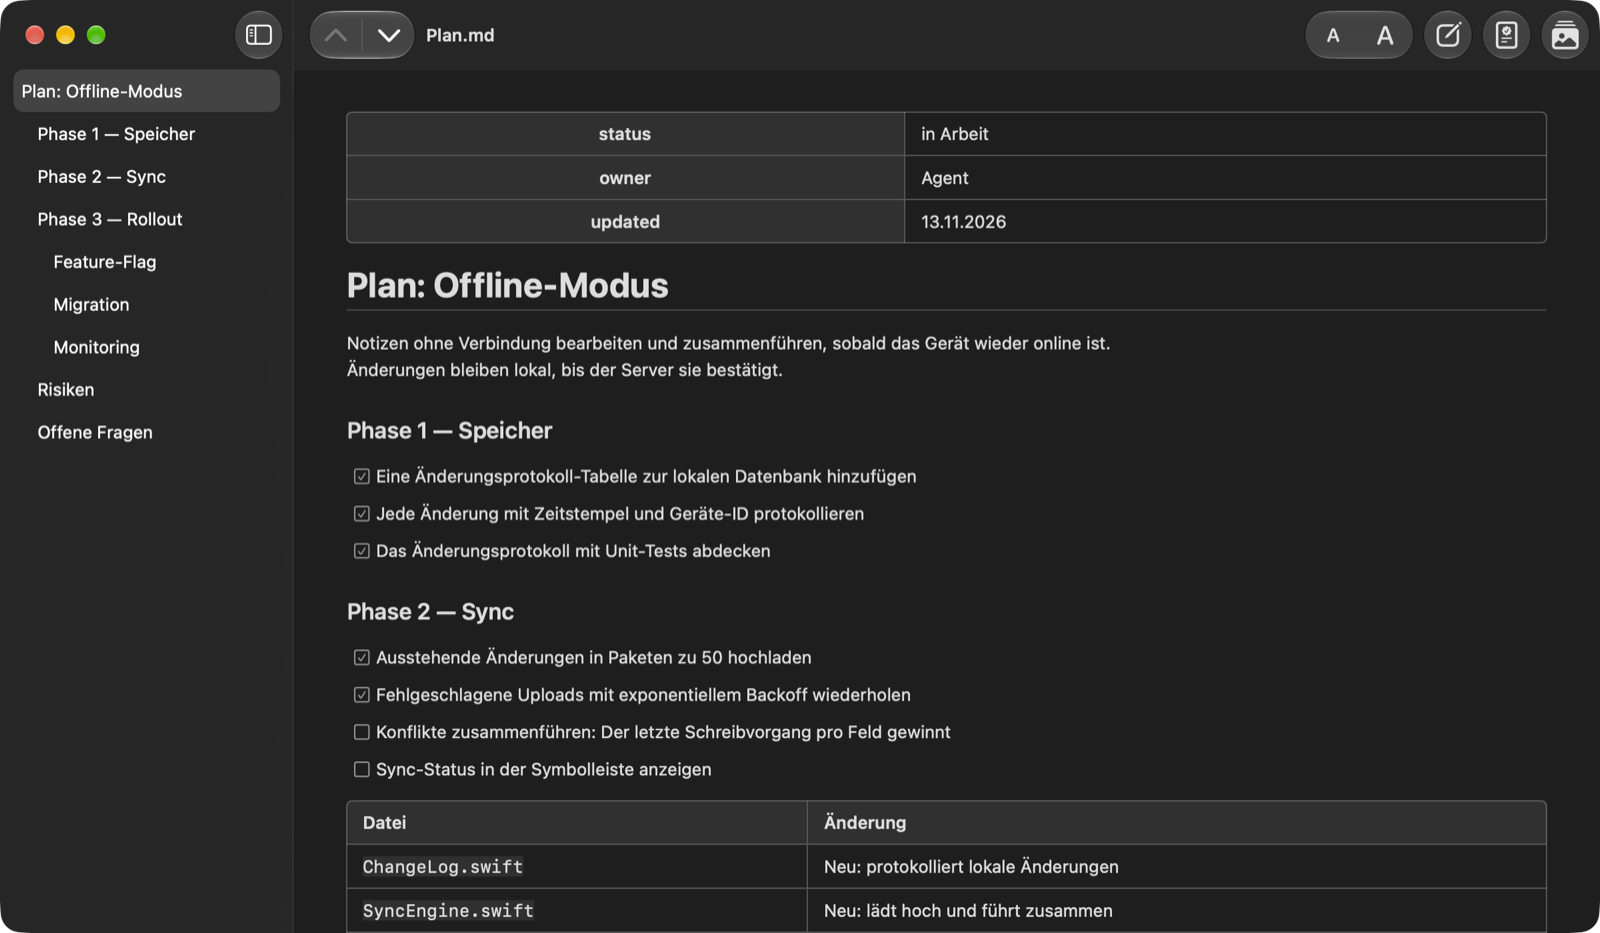 Plan.md
A A
Plan: Offline-Modus
Phase 1 — Speicher
Phase 2 — Sync
Phase 3 — Rollout
Feature-Flag
Migration
Monitoring
Risiken
Offene Fragen
status in Arbeit
owner Agent
updated 13.11.2026
Plan: Offline-Modus
Notizen ohne Verbindung bearbeiten und zusammenführen, sobald das Gerät wieder online ist.
Änderungen bleiben lokal, bis der Server sie bestätigt.
Phase 1 — Speicher
Eine Änderungsprotokoll-Tabelle zur lokalen Datenbank hinzufügen
Jede Änderung mit Zeitstempel und Geräte-ID protokollieren
Das Änderungsprotokoll mit Unit-Tests abdecken
Phase 2 — Sync
Ausstehende Änderungen in Paketen zu 50 hochladen
Fehlgeschlagene Uploads mit exponentiellem Backoff wiederholen
Konflikte zusammenführen: Der letzte Schreibvorgang pro Feld gewinnt
Sync-Status in der Symbolleiste anzeigen
Datei Änderung
ChangeLog.swift Neu: protokolliert lokale Änderungen
SyncEngine.swift Neu: lädt hoch und führt zusammen